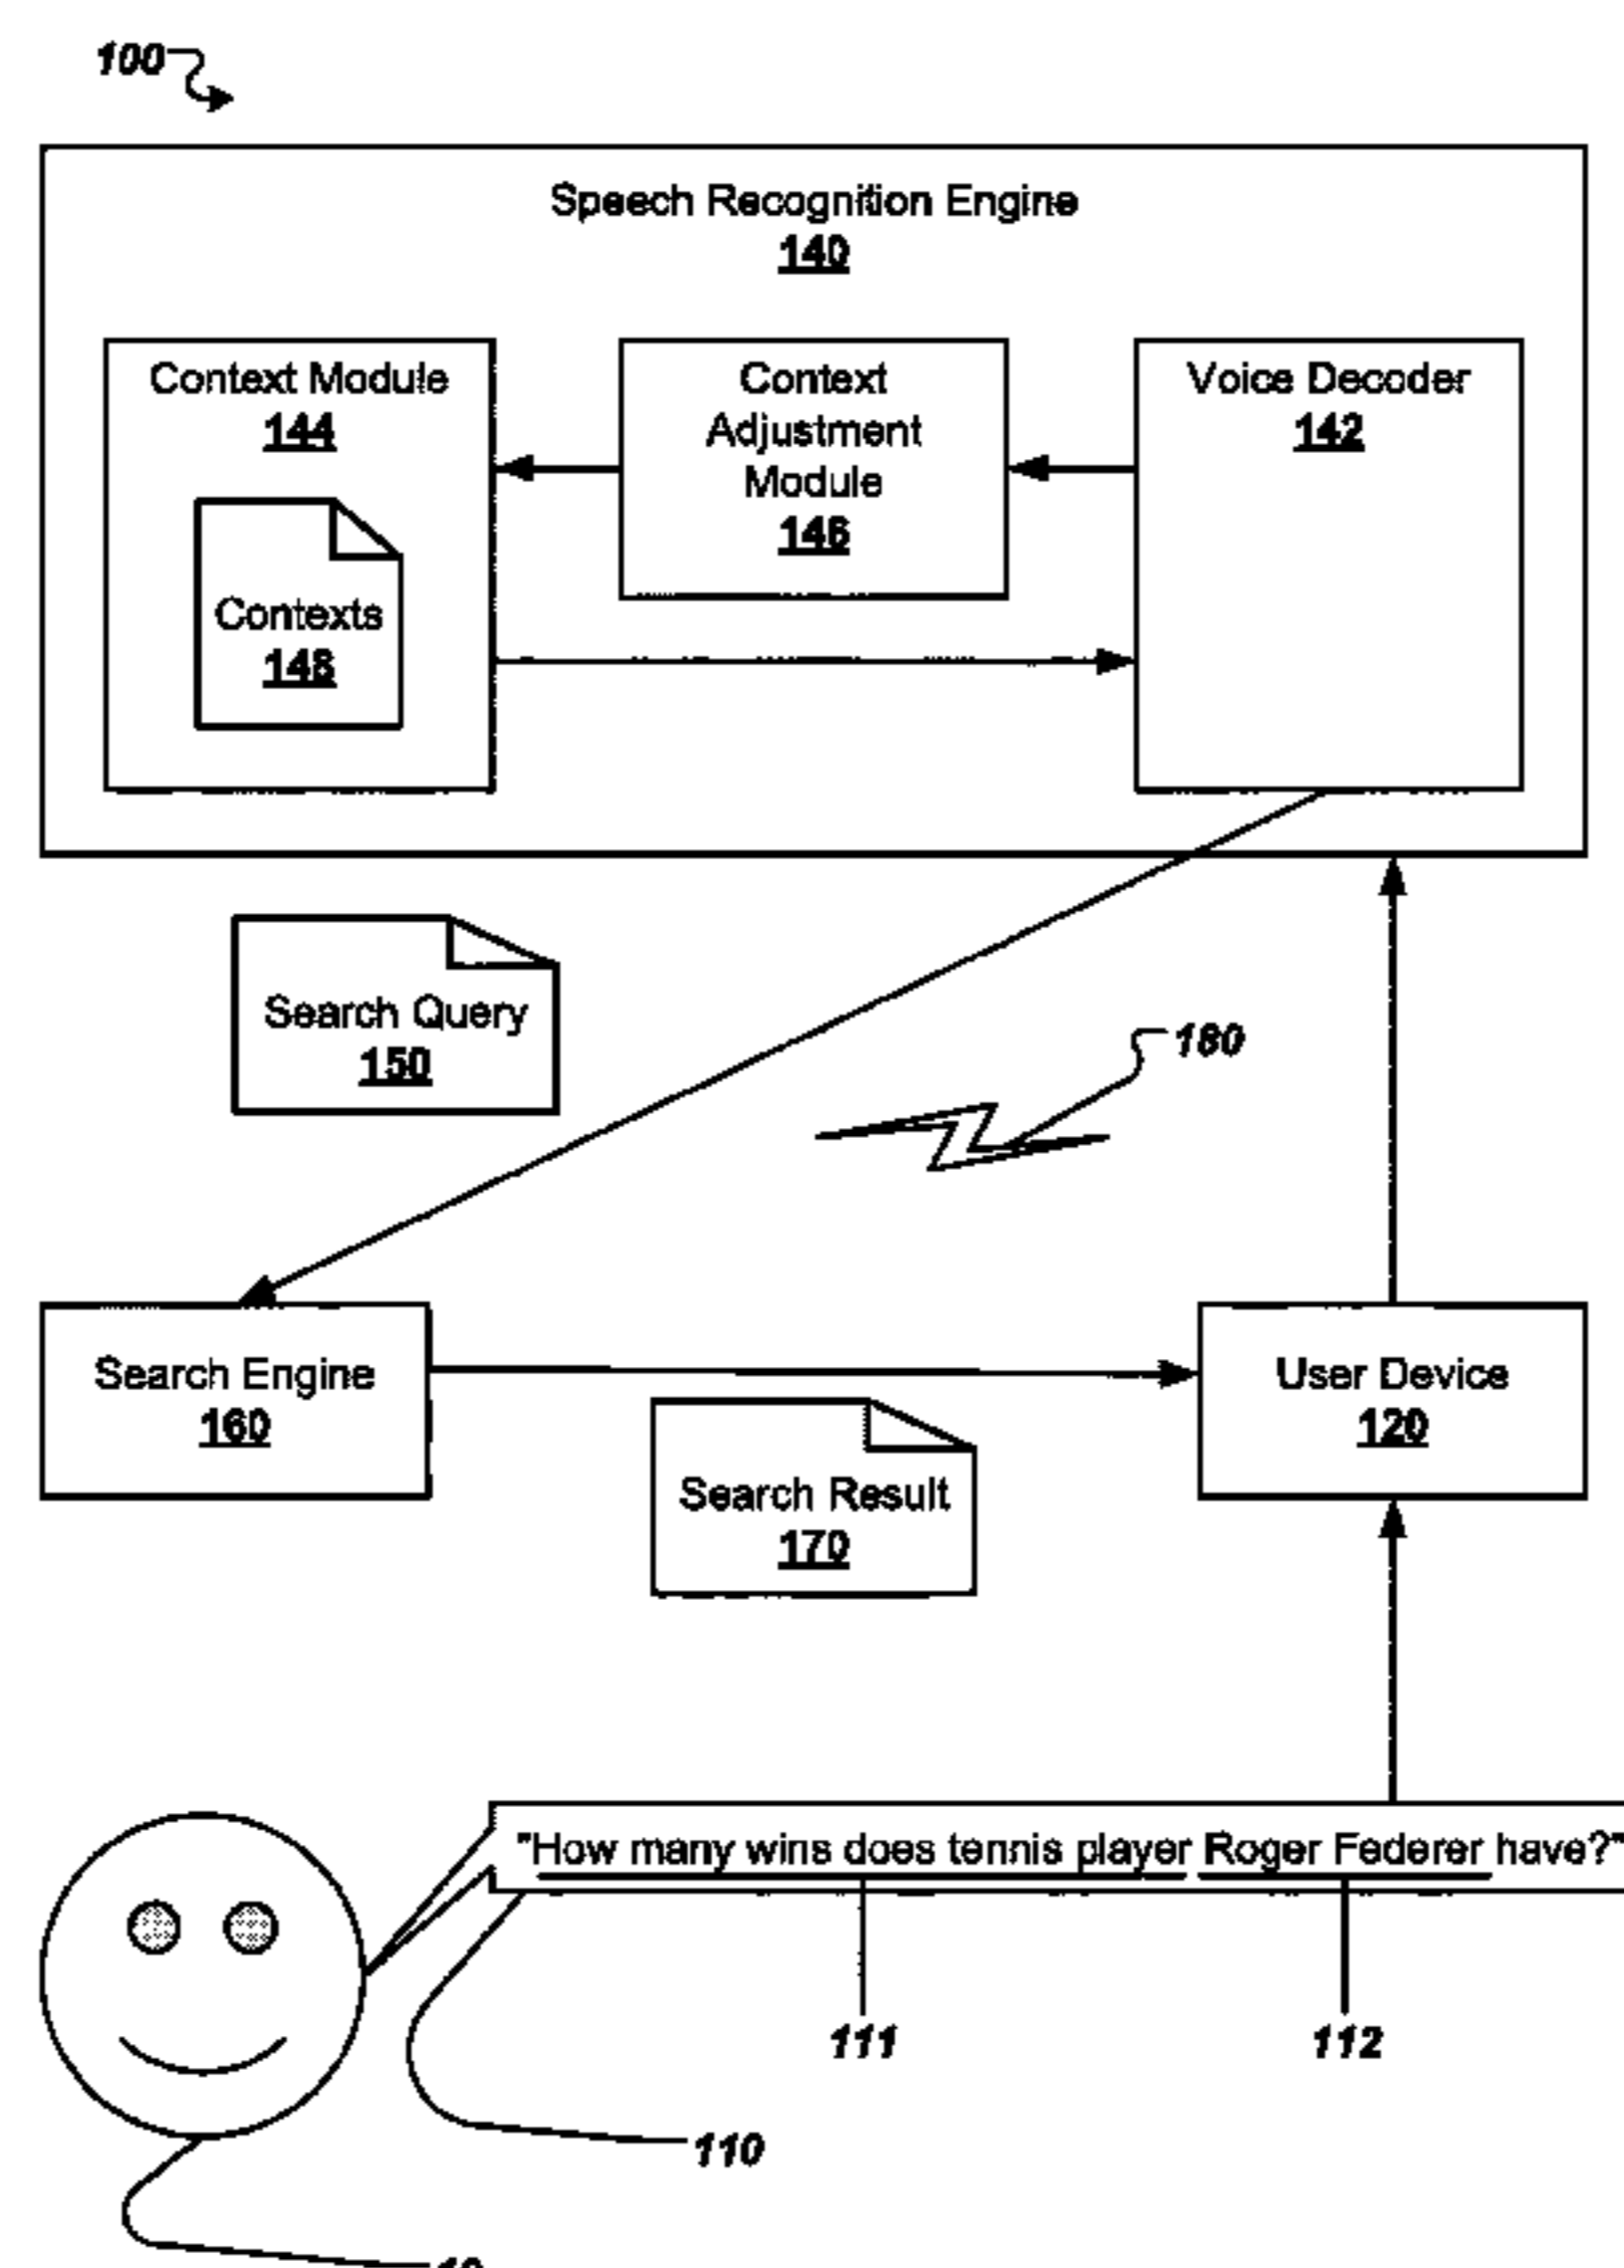 100
Speech Recognition Engine
140
Context Module
144
Contexts
148
Context
Adjustment
Module
146
Voice Decoder
142
Search Query
150
180
Search Engine
160
Search Result
170
User Device
120
"How many wins does tennis player Roger Federer have?"
111
112
110